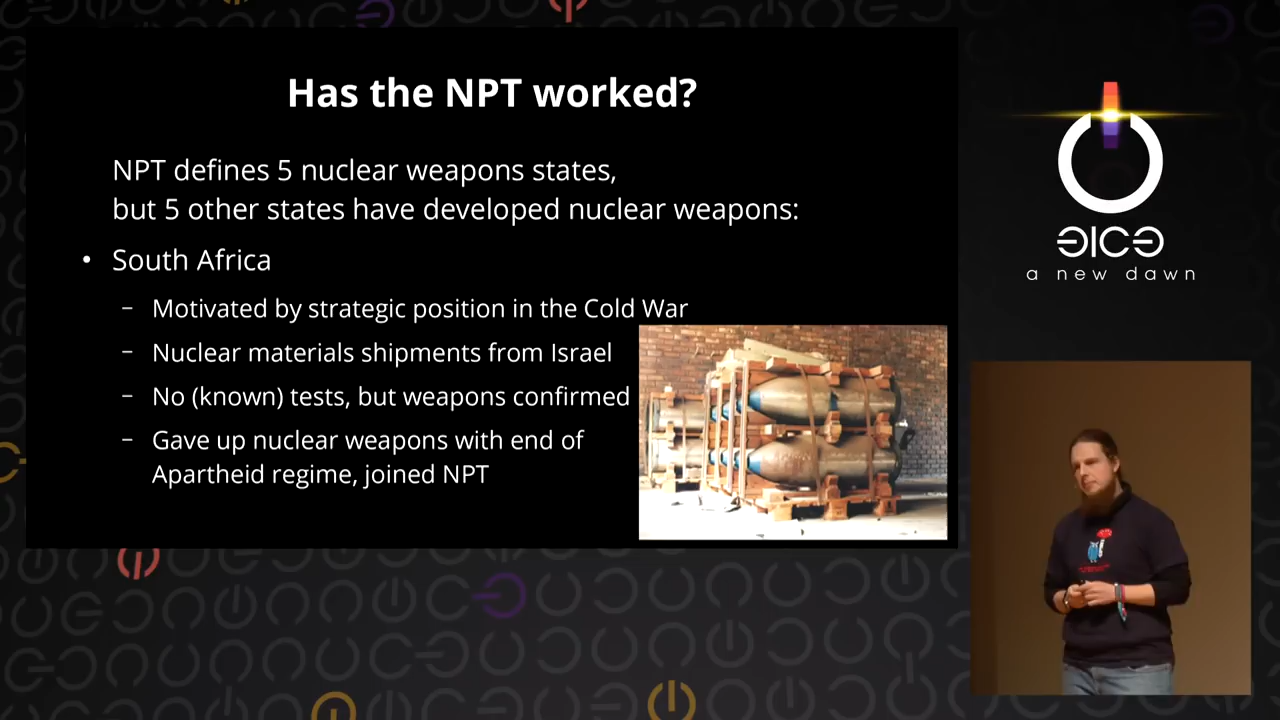 Has the NPT worked?
NPT defines 5 nuclear weapons states,
but 5 other states have developed nuclear weapons:
• South Africa
– Motivated by strategic position in the Cold War
– Nuclear materials shipments from Israel
– No (known) tests, but weapons confirmed
– Gave up nuclear weapons with end of
Apartheid regime, joined NPT
a new dawn